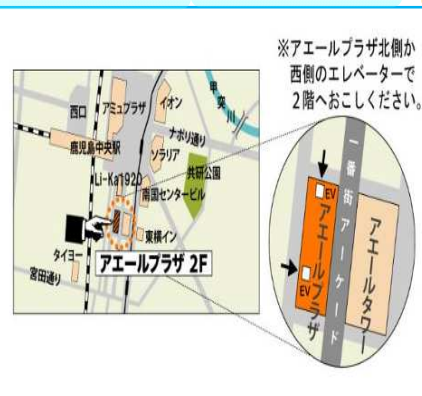 ※アエールプラザ北側か
西側のエレベーターで
2階へおこしください。
西口
アミュプラザ
イオン
甲突川
ナポリ通り
鹿児島中央駅
ソラリア
共研公園
Li-Ka1920
南国センタービル
タイヨー
東横イン
宮田通り
アエールプラザ 2F
一番街アーケード
EV
アエールプラザ
EV
アエールタワー